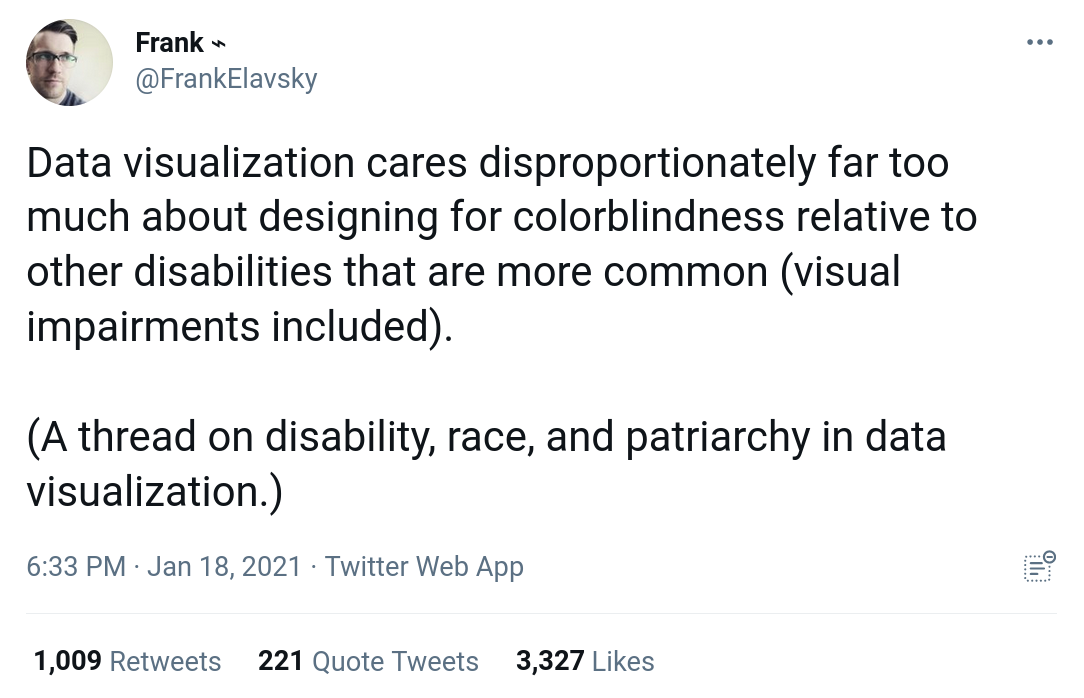 Frank ⌁
@FrankElavsky
Data visualization cares disproportionately far too
much about designing for colorblindness relative to
other disabilities that are more common (visual
impairments included).
(A thread on disability, race, and patriarchy in data
visualization.)
6:33 PM · Jan 18, 2021 · Twitter Web App
1,009 Retweets 221 Quote Tweets 3,327 Likes